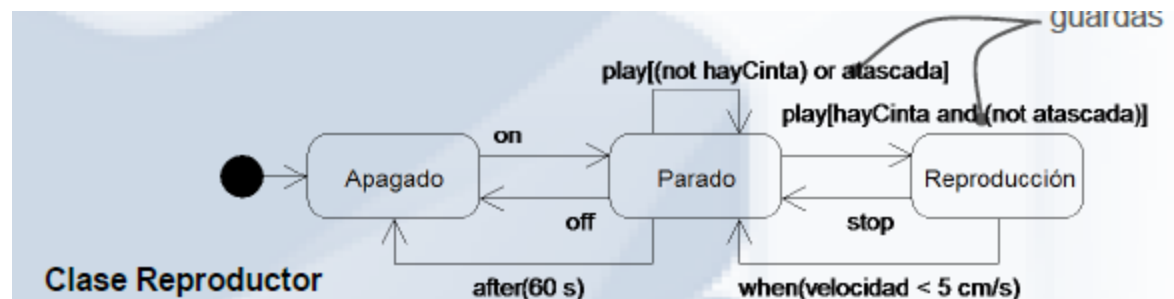 guardas
play[(not hayCinta) or atascada]
play[hayCinta and (not atascada)]
on
Apagado
Parado
Reproducción
off
stop
Clase Reproductor
after(60 s)
when(velocidad < 5 cm/s)